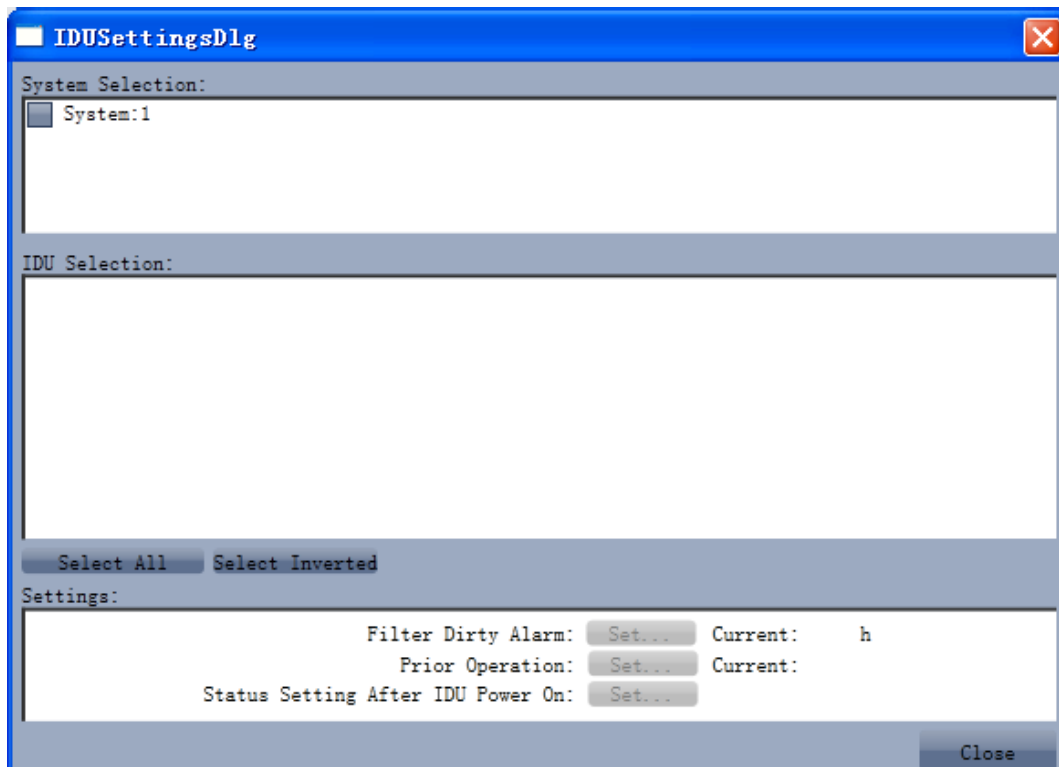 IDUSettingsDlg
System Selection:
System:1
IDU Selection:
Select All Select Inverted
Settings:
Filter Dirty Alarm: Set... Current: h
Prior Operation: Set... Current:
Status Setting After IDU Power On: Set...
Close